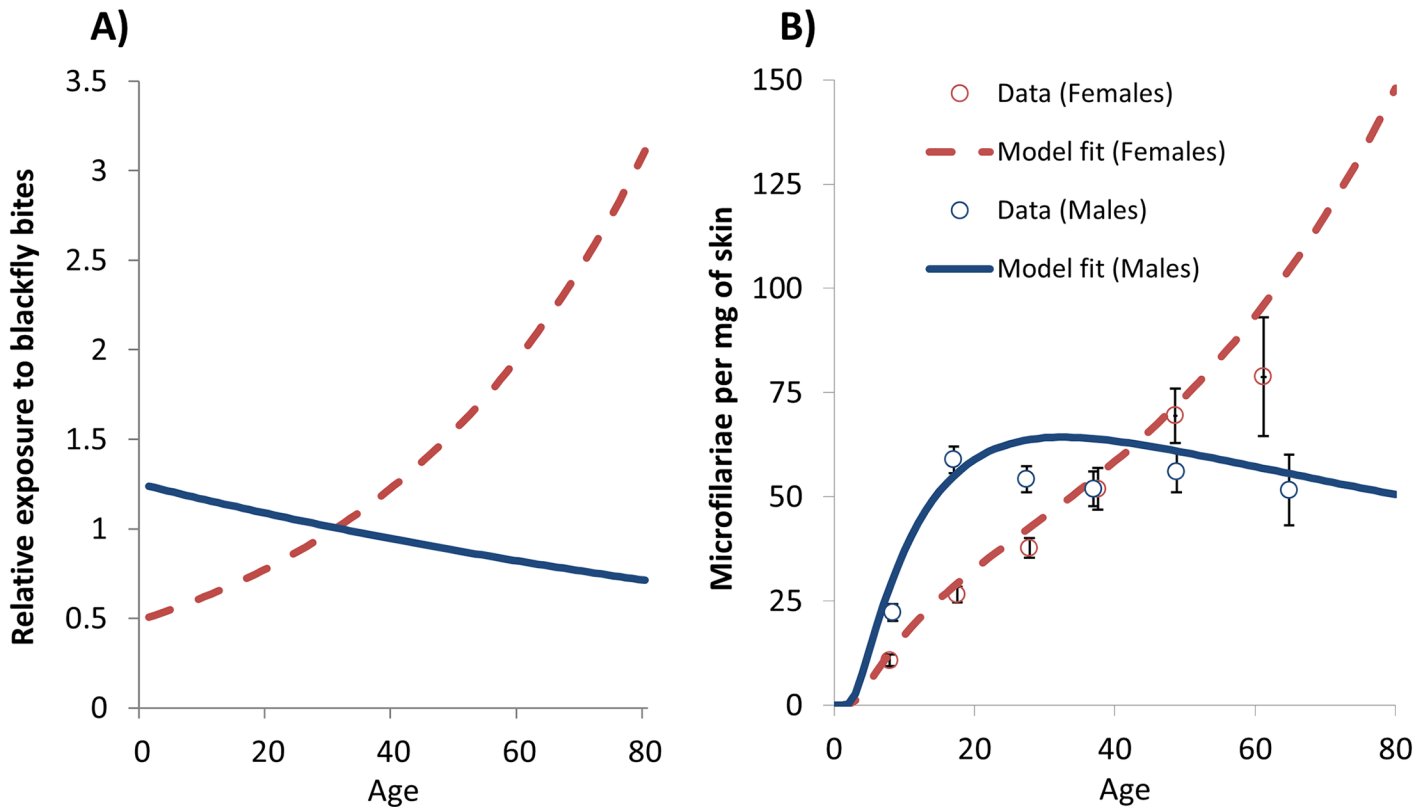 A)
Relative exposure to blackfly bites
3.5
3
2.5
2
1.5
1
0.5
0
0 20 40 60 80
Age
B)
Microfilariae per mg of skin
150
125
100
75
50
25
0
Data (Females)
Model fit (Females)
Data (Males)
Model fit (Males)
0 20 40 60 80
Age